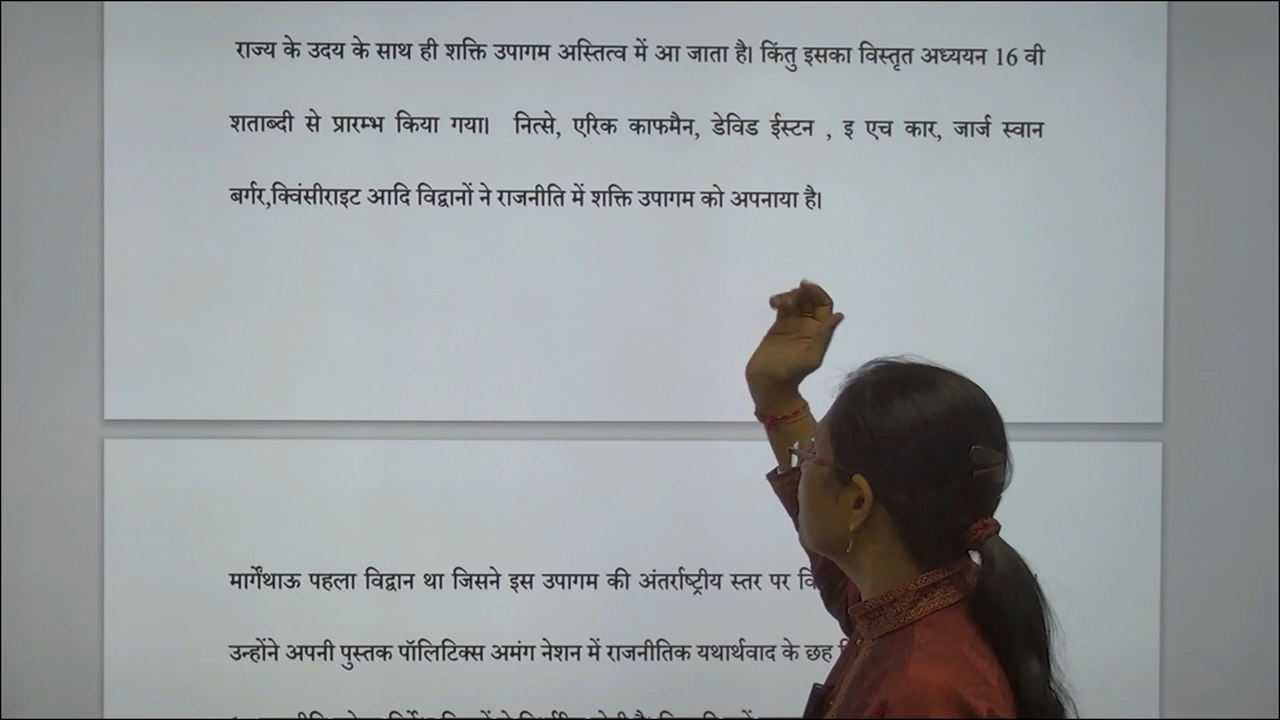 राज्य के उदय के साथ ही शक्ति उपागम अस्तित्व में आ जाता है। किंतु इसका विस्तृत अध्ययन 16 वी
शताब्दी से प्रारम्भ किया गया। नित्से, एरिक काफमैन, डेविड ईस्टन , इ एच कार, जार्ज स्वान
बर्गर,क्विंसीराइट आदि विद्वानों ने राजनीति में शक्ति उपागम को अपनाया है।
मार्गेंथाऊ पहला विद्वान था जिसने इस उपागम की अंतर्राष्ट्रीय स्तर पर
उन्होंने अपनी पुस्तक पॉलिटिक्स अमंग नेशन में राजनीतिक यथार्थवाद के छह